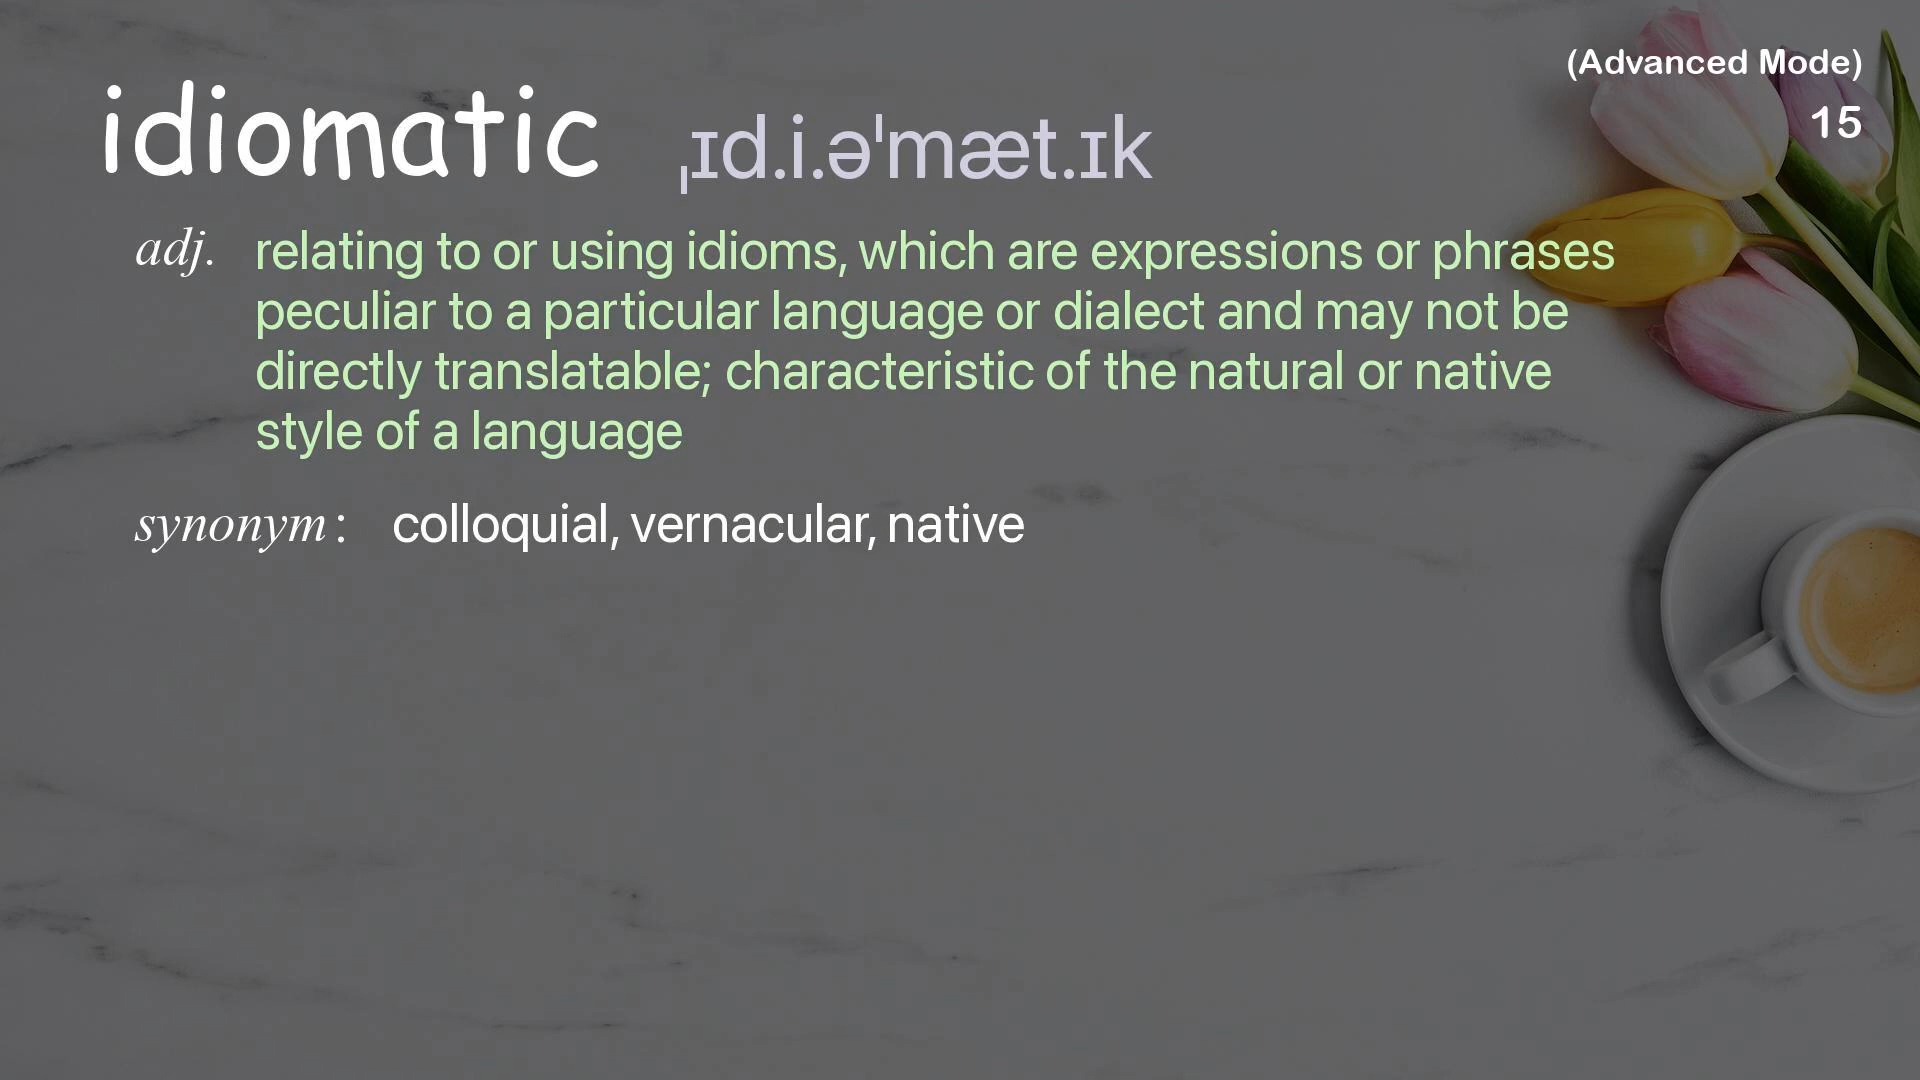 (Advanced Mode)
15
idiomatic ˌɪd.i.əˈmæt.ɪk
adj. relating to or using idioms, which are expressions or phrases
peculiar to a particular language or dialect and may not be
directly translatable; characteristic of the natural or native
style of a language
synonym: colloquial, vernacular, native